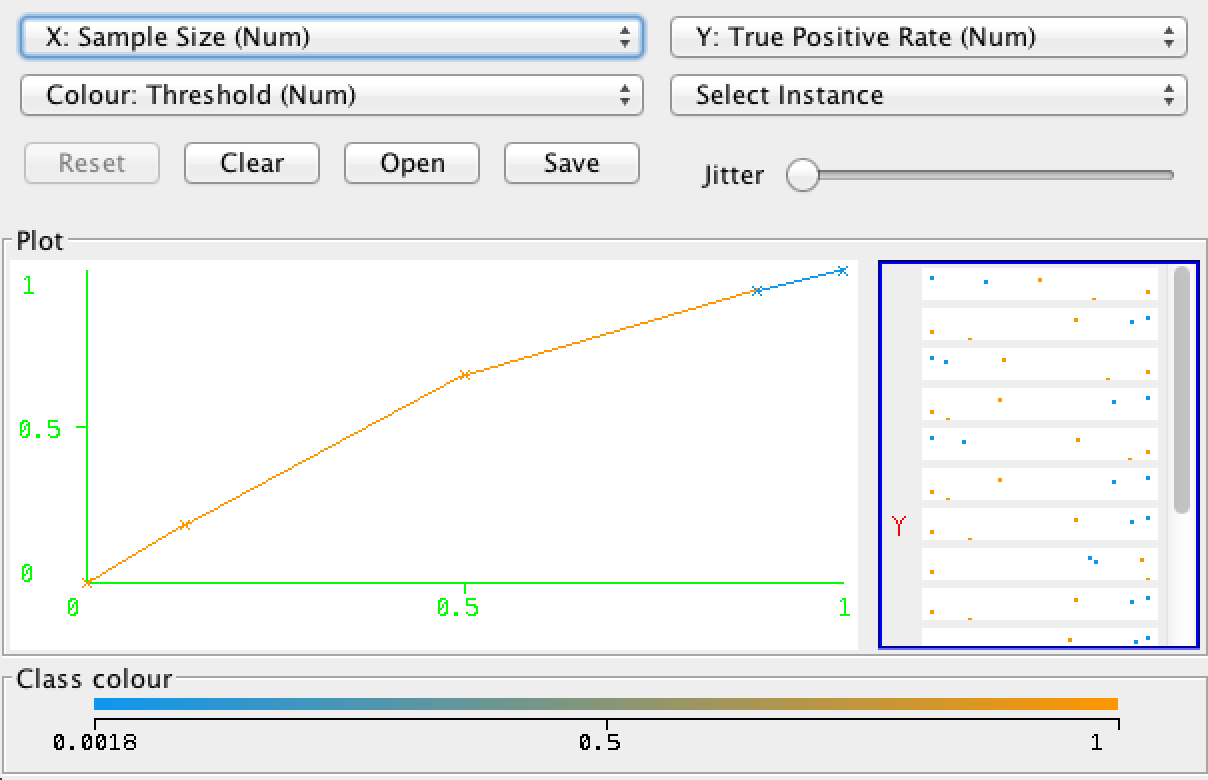 X: Sample Size (Num)
Y: True Positive Rate (Num)
Colour: Threshold (Num)
Select Instance
Reset
Clear
Open
Save
Jitter
Plot
1
0.5
0
0
0.5
1
Y
Class colour
0.0018
0.5
1